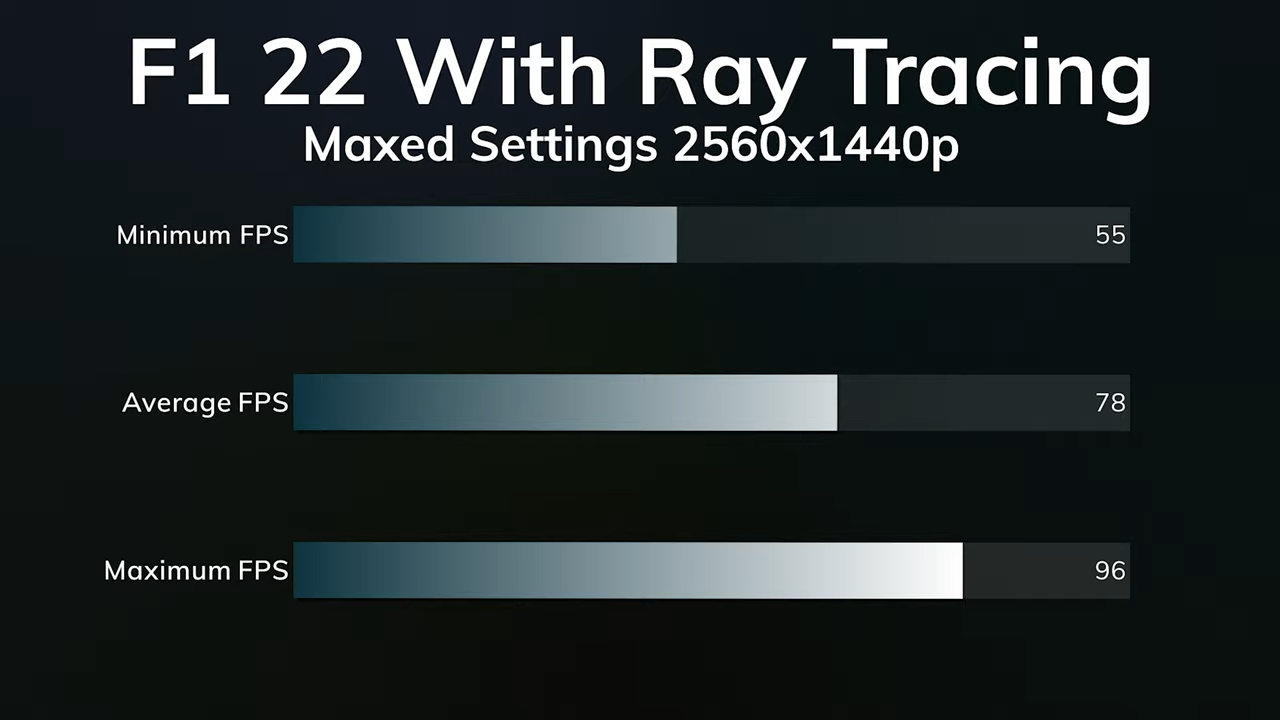 F1 22 With Ray Tracing
Maxed Settings 2560x1440p
Minimum FPS 55
Average FPS 78
Maximum FPS 96